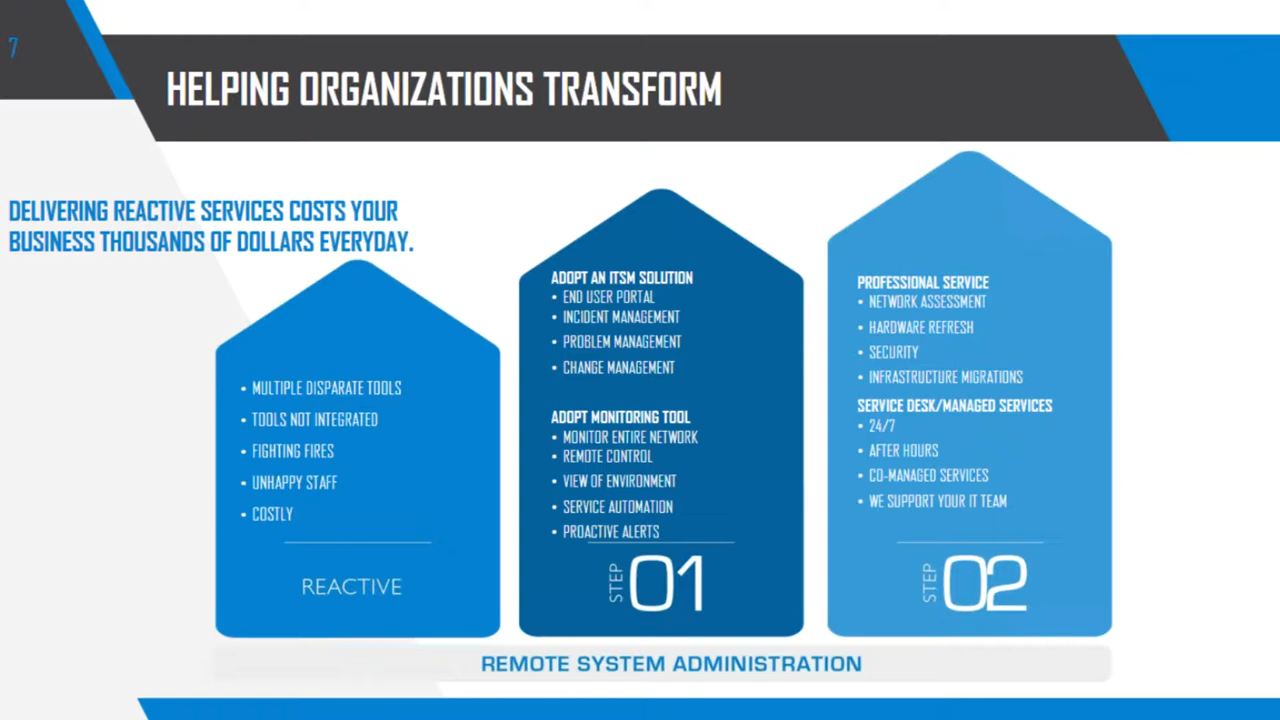 7
HELPING ORGANIZATIONS TRANSFORM
DELIVERING REACTIVE SERVICES COSTS YOUR
BUSINESS THOUSANDS OF DOLLARS EVERYDAY.
• MULTIPLE DISPARATE TOOLS
• TOOLS NOT INTEGRATED
• FIGHTING FIRES
• UNHAPPY STAFF
• COSTLY
REACTIVE
ADOPT AN ITSM SOLUTION
• END USER PORTAL
• INCIDENT MANAGEMENT
• PROBLEM MANAGEMENT
• CHANGE MANAGEMENT
ADOPT MONITORING TOOL
• MONITOR ENTIRE NETWORK
• REMOTE CONTROL
• VIEW OF ENVIRONMENT
• SERVICE AUTOMATION
• PROACTIVE ALERTS
STEP 01
PROFESSIONAL SERVICE
• NETWORK ASSESSMENT
• HARDWARE REFRESH
• SECURITY
• INFRASTRUCTURE MIGRATIONS
SERVICE DESK/MANAGED SERVICES
• 24/7
• AFTER HOURS
• CO-MANAGED SERVICES
• WE SUPPORT YOUR IT TEAM
STEP 02
REMOTE SYSTEM ADMINISTRATION